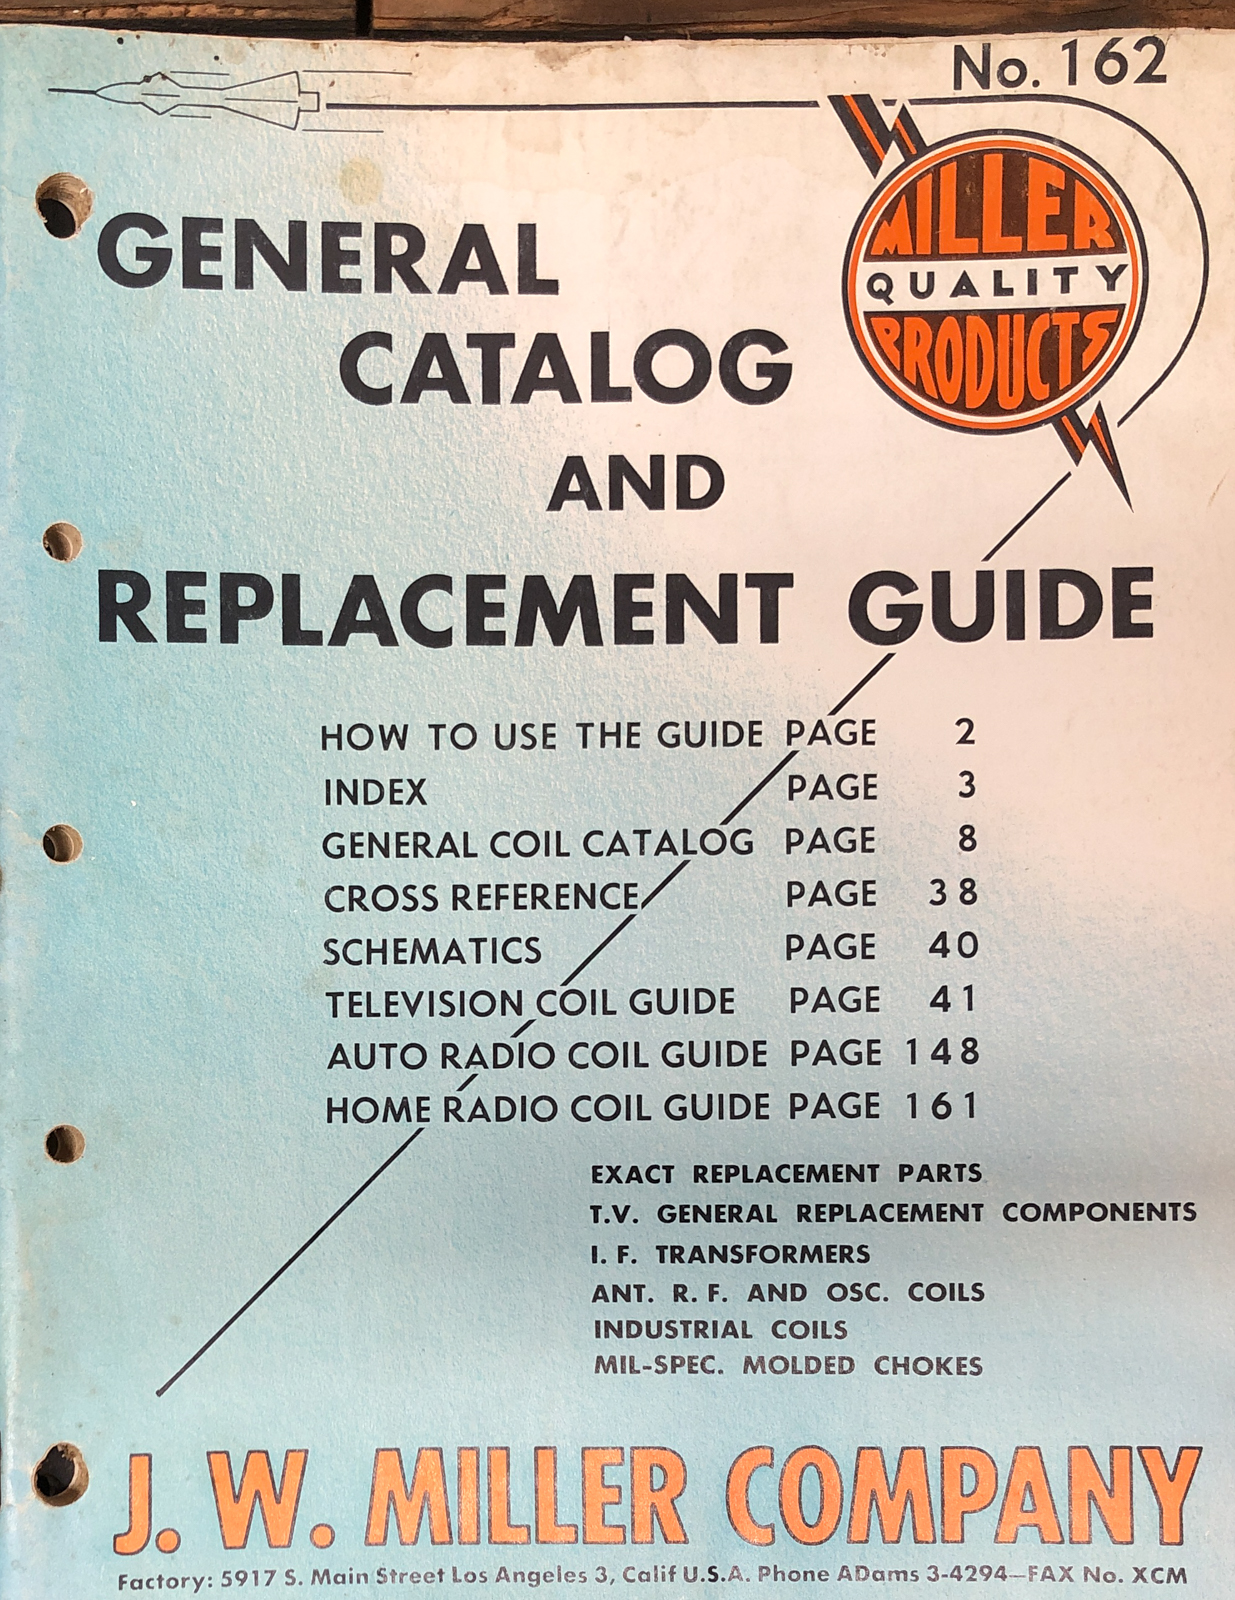 No. 162
MILLER
QUALITY
PRODUCTS
GENERAL
CATALOG
AND
REPLACEMENT GUIDE
HOW TO USE THE GUIDE PAGE 2
INDEX PAGE 3
GENERAL COIL CATALOG PAGE 8
CROSS REFERENCE PAGE 38
SCHEMATICS PAGE 40
TELEVISION COIL GUIDE PAGE 41
AUTO RADIO COIL GUIDE PAGE 148
HOME RADIO COIL GUIDE PAGE 161
EXACT REPLACEMENT PARTS
T.V. GENERAL REPLACEMENT COMPONENTS
I. F. TRANSFORMERS
ANT. R. F. AND OSC. COILS
INDUSTRIAL COILS
MIL-SPEC. MOLDED CHOKES
J. W. MILLER COMPANY
Factory: 5917 S. Main Street Los Angeles 3, Calif U.S.A. Phone ADams 3-4294—FAX No. XCM